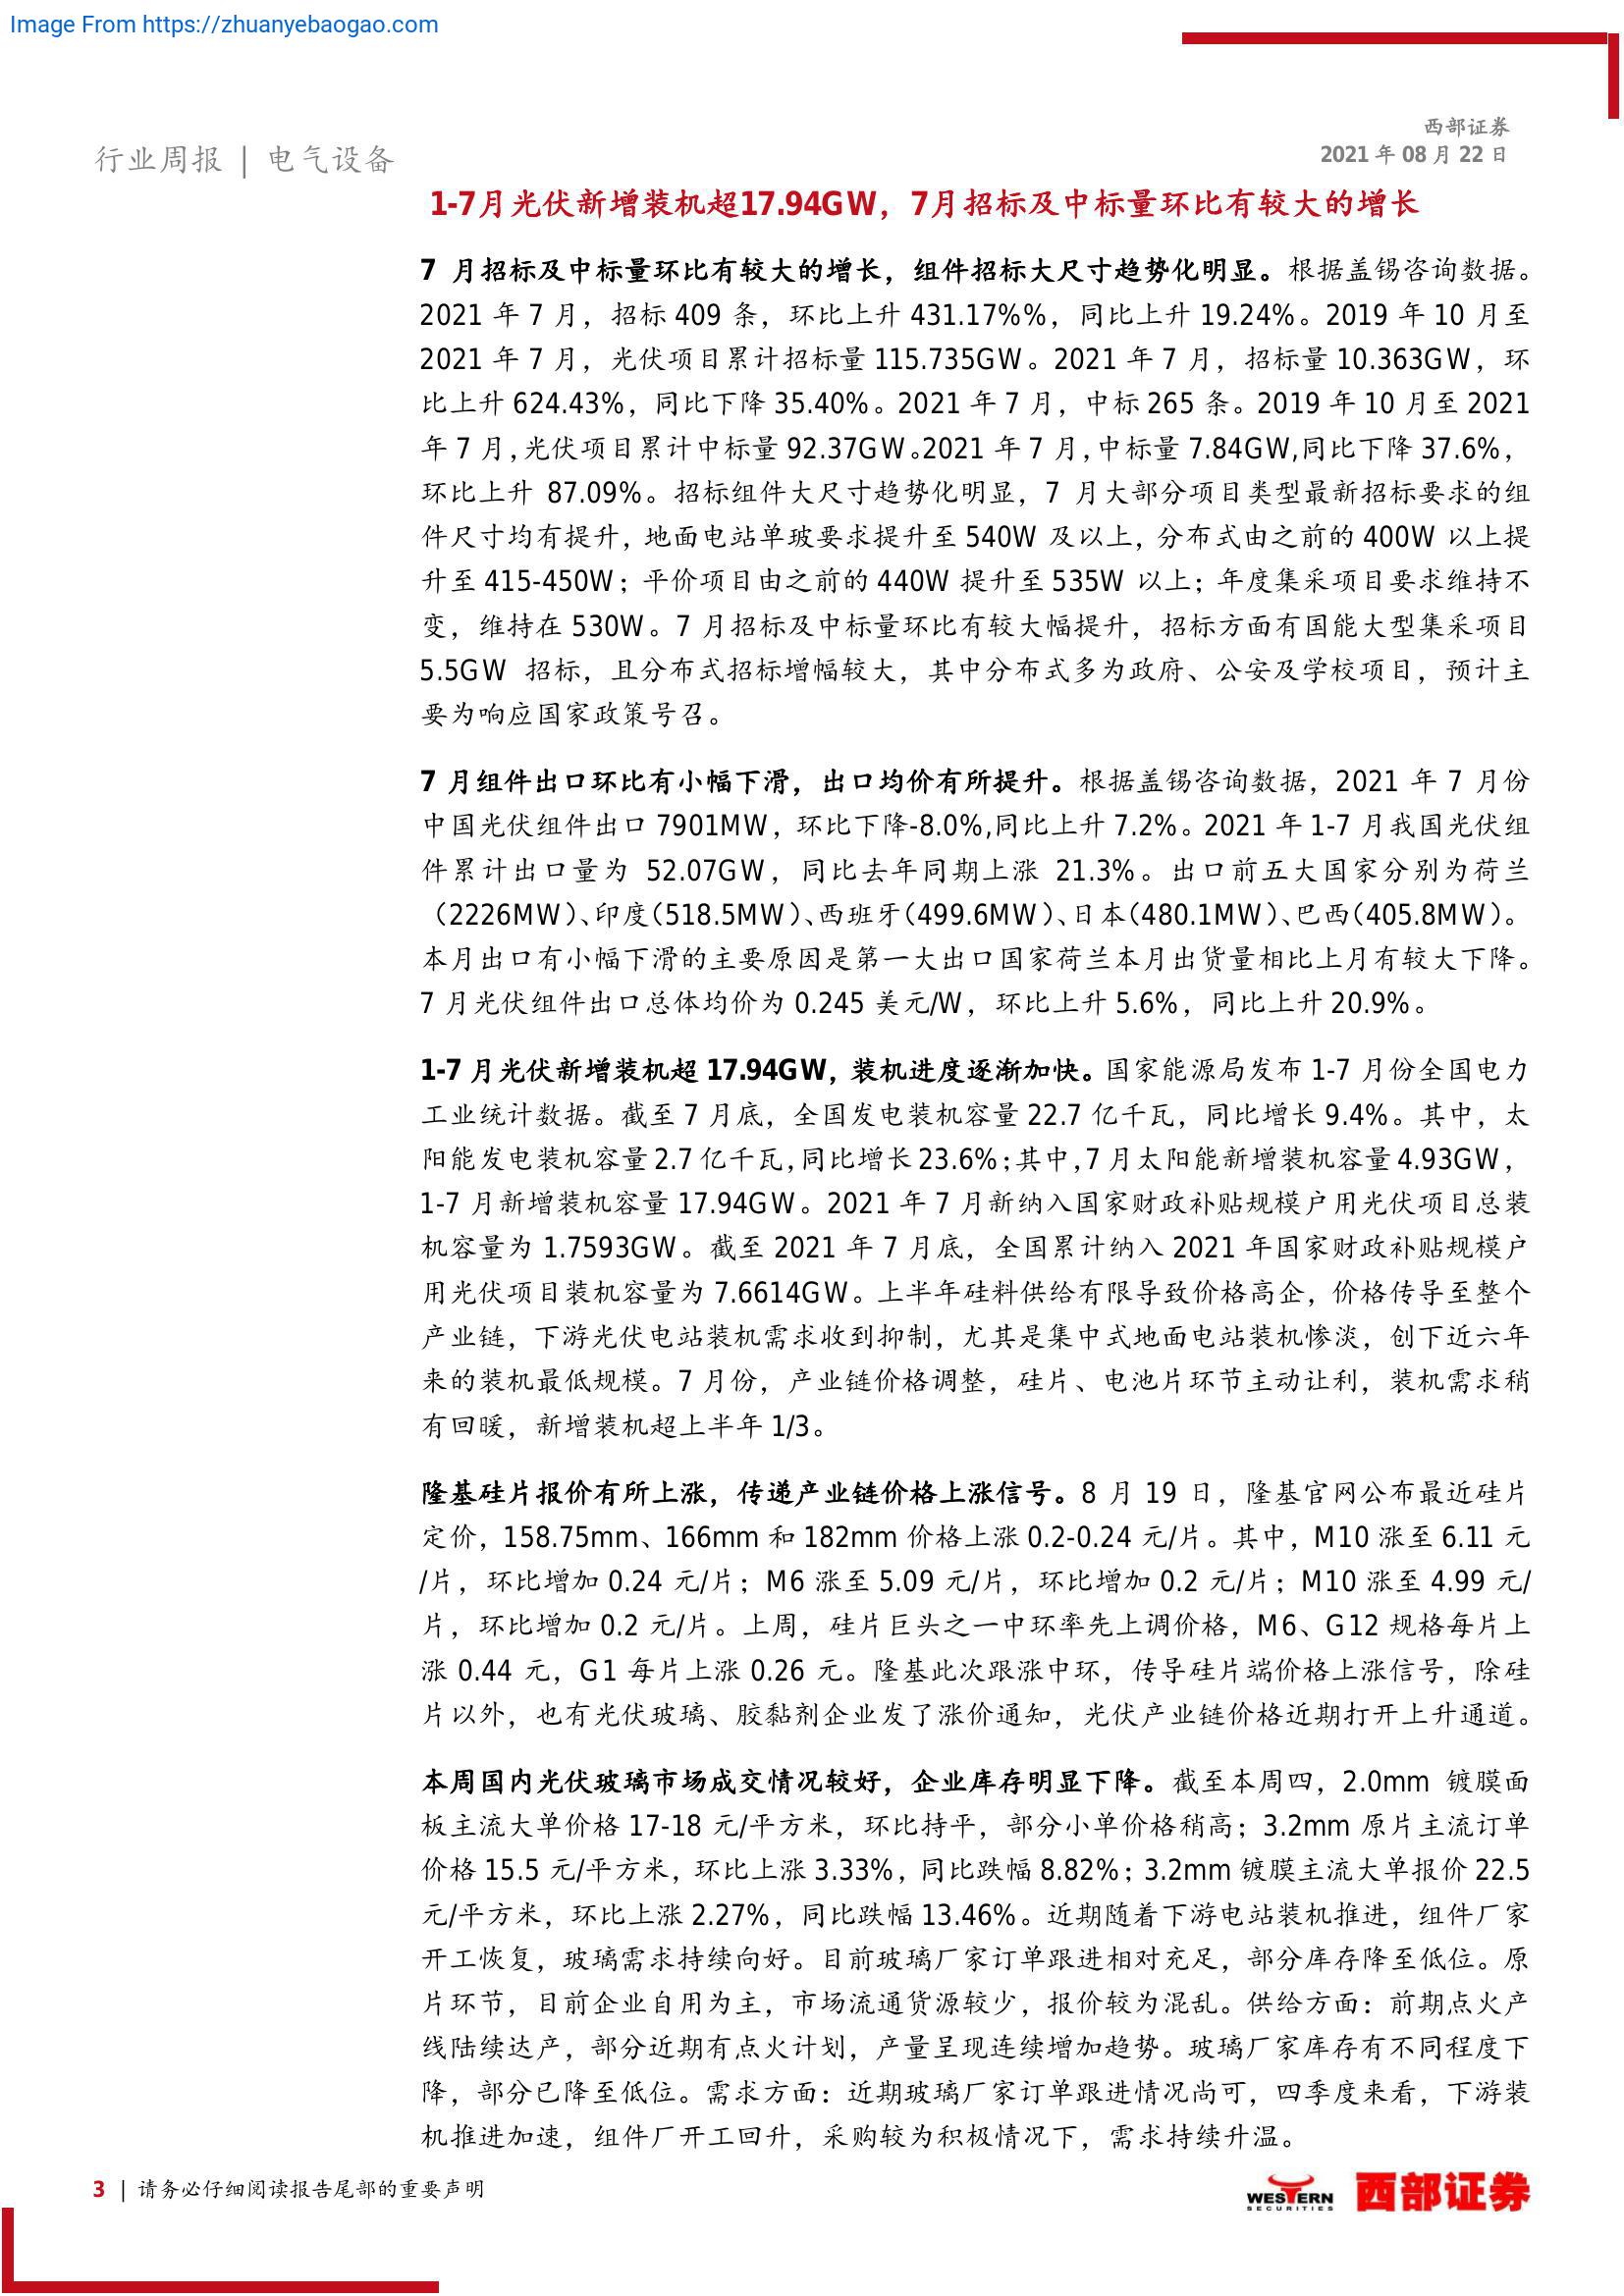 Image From https://zhuanyebaogao.com
西部证券
2021 年 08 月 22 日
行业周报 | 电气设备
1-7月光伏新增装机超17.94GW，7月招标及中标量环比有较大的增长
7 月招标及中标量环比有较大的增长，组件招标大尺寸趋势化明显。根据盖锡咨询数据。
2021 年 7 月，招标 409 条，环比上升 431.17%%，同比上升 19.24%。2019 年 10 月至
2021 年 7 月，光伏项目累计招标量 115.735GW。2021 年 7 月，招标量 10.363GW，环
比上升 624.43%，同比下降 35.40%。2021 年 7 月，中标 265 条。2019 年 10 月至 2021
年 7 月,光伏项目累计中标量 92.37GW。2021 年 7 月,中标量 7.84GW,同比下降 37.6%，
环比上升 87.09%。招标组件大尺寸趋势化明显，7 月大部分项目类型最新招标要求的组
件尺寸均有提升，地面电站单玻要求提升至 540W 及以上，分布式由之前的 400W 以上提
升至 415-450W；平价项目由之前的 440W 提升至 535W 以上；年度集采项目要求维持不
变，维持在 530W。7 月招标及中标量环比有较大幅提升，招标方面有国能大型集采项目
5.5GW 招标，且分布式招标增幅较大，其中分布式多为政府、公安及学校项目，预计主
要为响应国家政策号召。
7 月组件出口环比有小幅下滑，出口均价有所提升。根据盖锡咨询数据，2021 年 7 月份
中国光伏组件出口 7901MW，环比下降-8.0%,同比上升 7.2%。2021 年 1-7 月我国光伏组
件累计出口量为 52.07GW，同比去年同期上涨 21.3%。出口前五大国家分别为荷兰
（2226MW）、印度（518.5MW）、西班牙（499.6MW）、日本（480.1MW）、巴西（405.8MW）。
本月出口有小幅下滑的主要原因是第一大出口国家荷兰本月出货量相比上月有较大下降。
7 月光伏组件出口总体均价为 0.245 美元/W，环比上升 5.6%，同比上升 20.9%。
1-7 月光伏新增装机超 17.94GW，装机进度逐渐加快。国家能源局发布 1-7 月份全国电力
工业统计数据。截至 7 月底，全国发电装机容量 22.7 亿千瓦，同比增长 9.4%。其中，太
阳能发电装机容量 2.7 亿千瓦,同比增长 23.6%;其中,7 月太阳能新增装机容量 4.93GW，
1-7 月新增装机容量 17.94GW。2021 年 7 月新纳入国家财政补贴规模户用光伏项目总装
机容量为 1.7593GW。截至 2021 年 7 月底，全国累计纳入 2021 年国家财政补贴规模户
用光伏项目装机容量为 7.6614GW。上半年硅料供给有限导致价格高企，价格传导至整个
产业链，下游光伏电站装机需求收到抑制，尤其是集中式地面电站装机惨淡，创下近六年
来的装机最低规模。7 月份，产业链价格调整，硅片、电池片环节主动让利，装机需求稍
有回暖，新增装机超上半年 1/3。
隆基硅片报价有所上涨，传递产业链价格上涨信号。8 月 19 日，隆基官网公布最近硅片
定价，158.75mm、166mm 和 182mm 价格上涨 0.2-0.24 元/片。其中，M10 涨至 6.11 元
/片，环比增加 0.24 元/片；M6 涨至 5.09 元/片，环比增加 0.2 元/片；M10 涨至 4.99 元/
片，环比增加 0.2 元/片。上周，硅片巨头之一中环率先上调价格，M6、G12 规格每片上
涨 0.44 元，G1 每片上涨 0.26 元。隆基此次跟涨中环，传导硅片端价格上涨信号，除硅
片以外，也有光伏玻璃、胶黏剂企业发了涨价通知，光伏产业链价格近期打开上升通道。
本周国内光伏玻璃市场成交情况较好，企业库存明显下降。截至本周四，2.0mm 镀膜面
板主流大单价格 17-18 元/平方米，环比持平，部分小单价格稍高；3.2mm 原片主流订单
价格 15.5 元/平方米，环比上涨 3.33%，同比跌幅 8.82%；3.2mm 镀膜主流大单报价 22.5
元/平方米，环比上涨 2.27%，同比跌幅 13.46%。近期随着下游电站装机推进，组件厂家
开工恢复，玻璃需求持续向好。目前玻璃厂家订单跟进相对充足，部分库存降至低位。原
片环节，目前企业自用为主，市场流通货源较少，报价较为混乱。供给方面：前期点火产
线陆续达产，部分近期有点火计划，产量呈现连续增加趋势。玻璃厂家库存有不同程度下
降，部分已降至低位。需求方面：近期玻璃厂家订单跟进情况尚可，四季度来看，下游装
机推进加速，组件厂开工回升，采购较为积极情况下，需求持续升温。
3 | 请务必仔细阅读报告尾部的重要声明
WESTERN
SECURITIES
西部证券